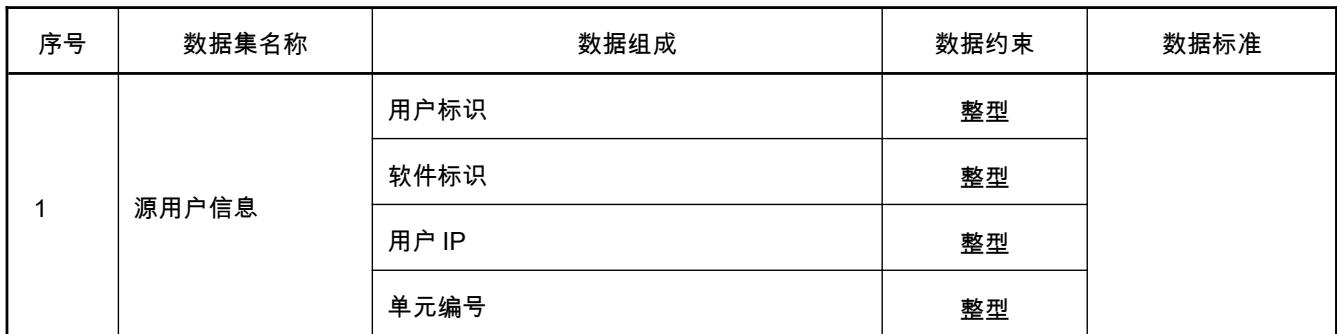 序号 数据集名称 数据组成 数据约束 数据标准
用户标识 整型
软件标识 整型
1 源用户信息
用户 IP 整型
单元编号 整型